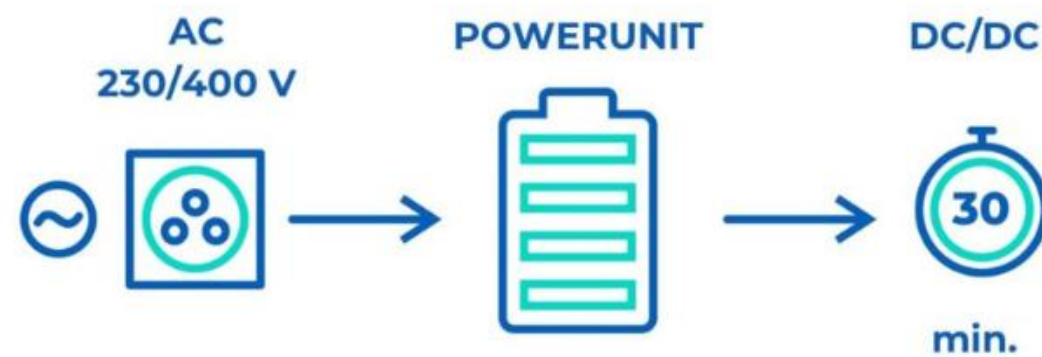 AC
230/400 V
POWERUNIT
DC/DC
30
min.